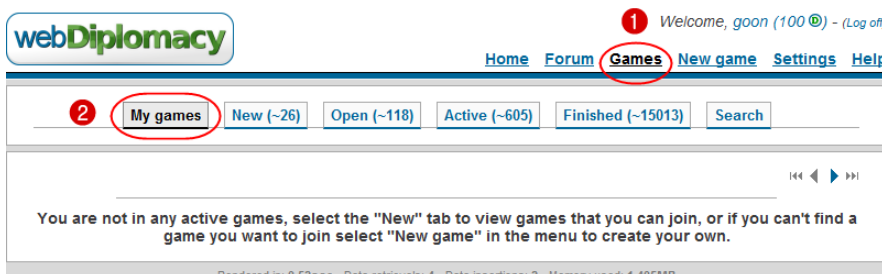 1 Welcome, goon (100 D) - (Log off
webDiplomacy
Home Forum Games New game Settings Help
2 My games New (~26) Open (~118) Active (~605) Finished (~15013) Search
You are not in any active games, select the "New" tab to view games that you can join, or if you can't find a
game you want to join select "New game" in the menu to create your own.